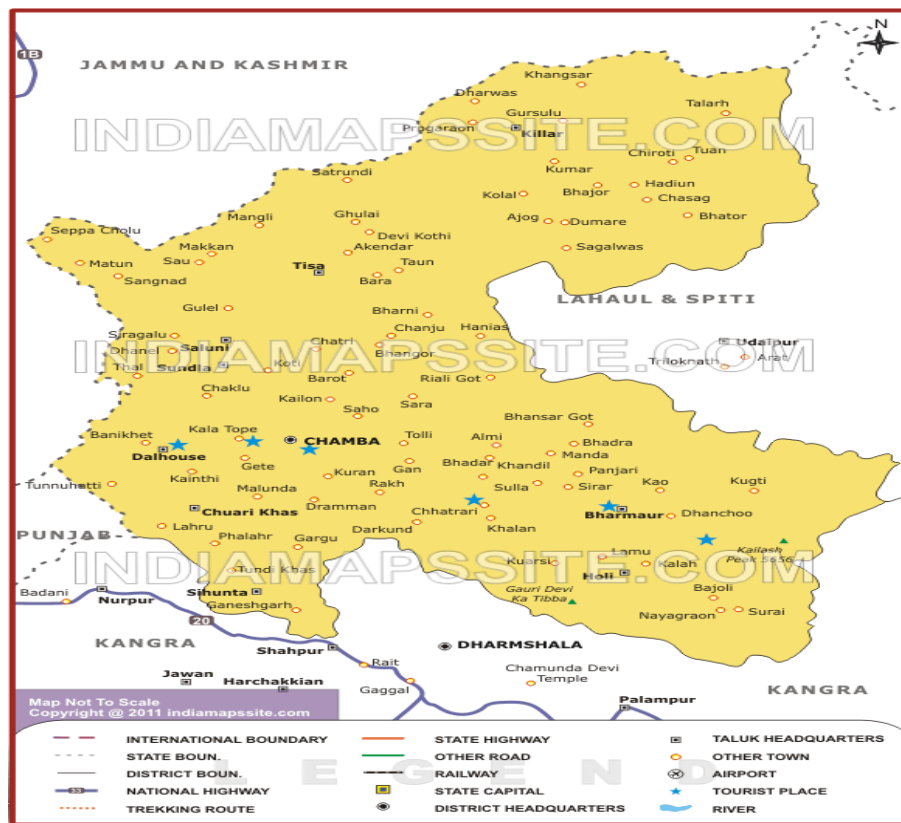 N
1B
JAMMU AND KASHMIR
Khangsar
Dharwas
Gursulu
Talarh
INDIAMAPSSITE.COM
Progaraon
Killar
Tuan
Chiroti
Kumar
Satrundi
Kolal
Bhajor
Hadiun
Chasag
Mangli
Ghulai
Ajog
Dumare
Bhator
Seppa Cholu
Devi Kothi
Makkan
Akendar
Sagalwas
Matun
Sau
Tisa
Taun
Sangnad
Bara
LAHAUL & SPITI
Gulel
Bharni
Siragalu
Chanju
Hanias
Saluni
Chatri
Udaipur
INDIAMAPSSITE.COM
Dhanel
Bhangor
Arat
Triloknath
Thal
Sundla
Koti
Barot
Riali Got
Chaklu
Kailon
Sara
Saho
Bhansar Got
Banikhet
Kala Tope
CHAMBA
Tolli
Almi
Bhadra
Dalhouse
Manda
Gete
Gan
Bhadar
Khandil
Kainthi
Kuran
Panjari
Tunnuhatti
Malunda
Rakh
Sulla
Sirar
Kao
Kugti
Chuari Khas
Dramman
Chhatrari
Bharmaur
Dhanchoo
PUNJAB
Lahru
Darkund
Khalan
Phalahr
Gargu
Kailash
Peak 5656
INDIAMAPSSITE.COM
Kuarsi
Lamu
Kalah
Tundi Khas
Holi
Badani
Nurpur
Sihunta
Gauri Devi
Ka Tibba
Bajoli
Ganeshgarh
Nayagraon
Surai
20
KANGRA
Shahpur
DHARMSHALA
Rait
Jawan
Harchakkian
Chamunda Devi
Temple
Gaggal
KANGRA
Palampur
Map Not To Scale
Copyright @ 2011 indiamapssite.com
LEGEND
INTERNATIONAL BOUNDARY
STATE HIGHWAY
TALUK HEADQUARTERS
STATE BOUN.
OTHER ROAD
OTHER TOWN
DISTRICT BOUN.
RAILWAY
AIRPORT
33
NATIONAL HIGHWAY
STATE CAPITAL
TOURIST PLACE
TREKKING ROUTE
DISTRICT HEADQUARTERS
RIVER